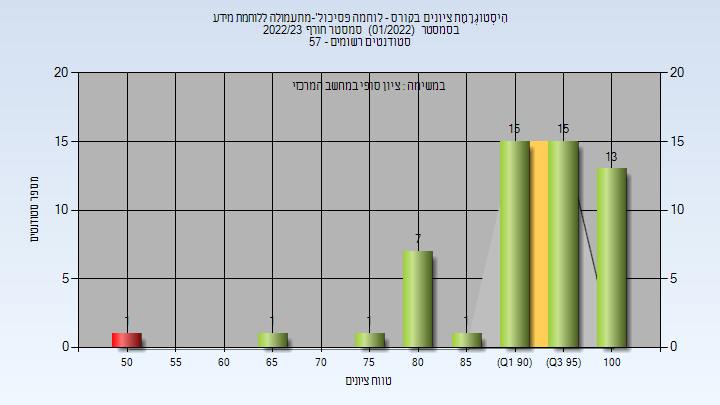 הִיסְטוֹגְרָמַת ציונים בקורס - לוחמה פסיכול'-מתעמולה ללוחמת מידע
בסמסטר (01/2022) סמסטר חורף 2022/23
סטודנטים רשומים - 57
במשימה : ציון סופי במחשב המרכזי
20 20
15 15
10 10
5 5
0 0
1 1 1 7 1 15 15 13
50 55 60 65 70 75 80 85 (Q1 90) (Q3 95) 100
מספר סטודנטים
טווח ציונים